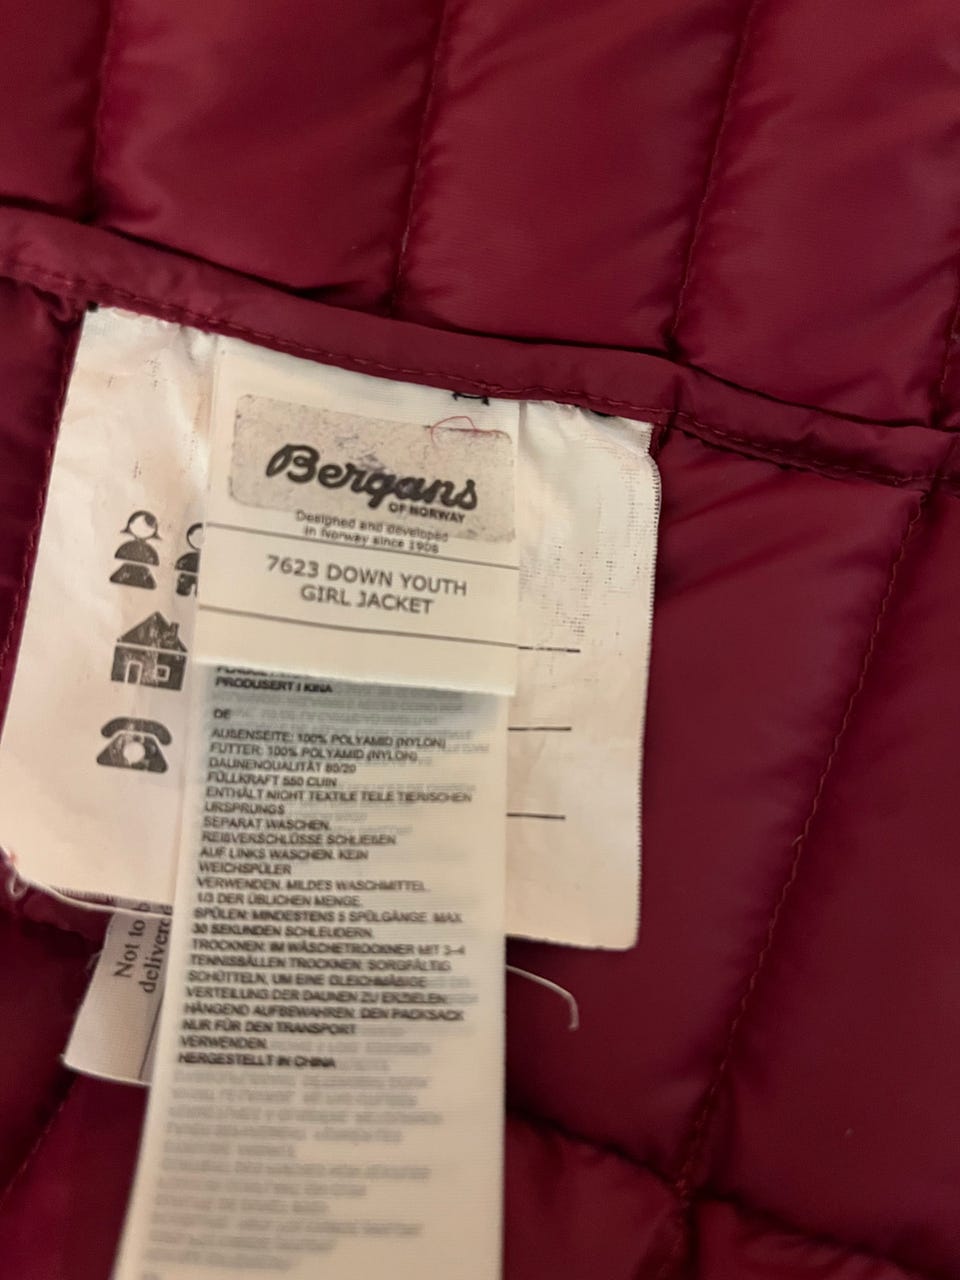 Bergans
OF NORWAY
Designed and developed
in Norway since 1908
7623 DOWN YOUTH
GIRL JACKET
PRODUSERT I KINA
DE
AUßENSEITE: 100% POLYAMID (NYLON)
FUTTER: 100% POLYAMID (NYLON)
DAUNENQUALITÄT 80/20
FÜLLKRAFT 550 CUIN
ENTHÄLT NICHT TEXTILE TEILE TIERISCHEN
URSPRUNGS
SEPARAT WASCHEN.
REIßVERSCHLÜSSE SCHLIEßEN
AUF LINKS WASCHEN. KEIN
WEICHSPÜLER
VERWENDEN. MILDES WASCHMITTEL.
1/3 DER ÜBLICHEN MENGE.
SPÜLEN: MINDESTENS 5 SPÜLGÄNGE. MAX.
30 SEKUNDEN SCHLEUDERN.
TROCKNEN: IM WÄSCHETROCKNER MIT 3-4
TENNISBÄLLEN TROCKNEN. SORGFÄLTIG
SCHÜTTELN, UM EINE GLEICHMÄßIGE
VERTEILUNG DER DAUNEN ZU ERZIELEN.
HÄNGEND AUFBEWAHREN: DEN PACKSACK
NUR FÜR DEN TRANSPORT
VERWENDEN.
HERGESTELLT IN CHINA
Not to b
delivered